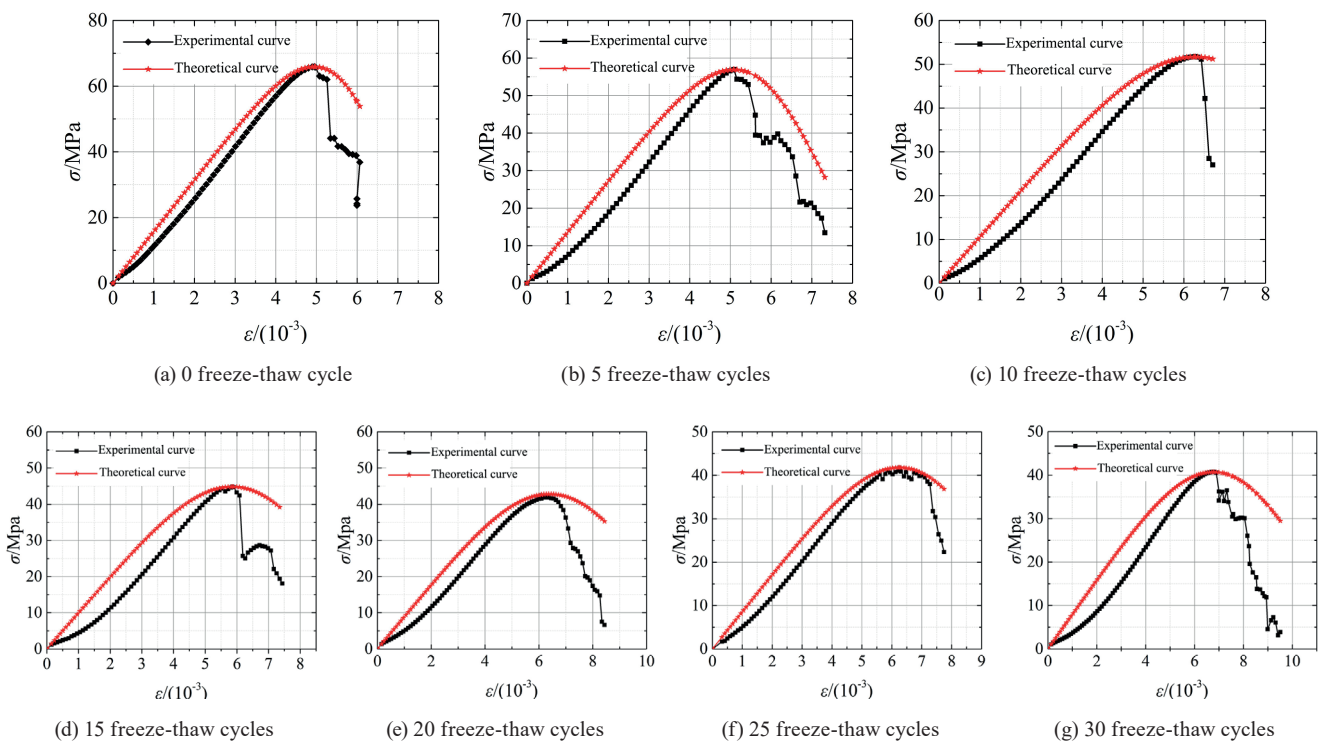 80
60
40
20
0
σ/MPa
Experimental curve
Theoretical curve
0 1 2 3 4 5 6 7 8
ε/(10⁻³)
(a) 0 freeze-thaw cycle
70
60
50
40
30
20
10
0
σ/MPa
Experimental curve
Theoretical curve
0 1 2 3 4 5 6 7 8
ε/(10⁻³)
(b) 5 freeze-thaw cycles
60
50
40
30
20
10
0
σ/Mpa
Experimental curve
Theoretical curve
0 1 2 3 4 5 6 7 8
ε/(10⁻³)
(c) 10 freeze-thaw cycles
60
50
40
30
20
10
0
σ/Mpa
Experimental curve
Theoretical curve
0 1 2 3 4 5 6 7 8
ε/(10⁻³)
(d) 15 freeze-thaw cycles
60
50
40
30
20
10
0
σ/Mpa
Experimental curve
Theoretical curve
0 2 4 6 8 10
ε/(10⁻³)
(e) 20 freeze-thaw cycles
50
40
30
20
10
0
σ/Mpa
Experimental curve
Theoretical curve
0 1 2 3 4 5 6 7 8 9
ε/(10⁻³)
(f) 25 freeze-thaw cycles
50
40
30
20
10
0
σ/Mpa
Experimental curve
Theoretical curve
0 2 4 6 8 10
ε/(10⁻³)
(g) 30 freeze-thaw cycles